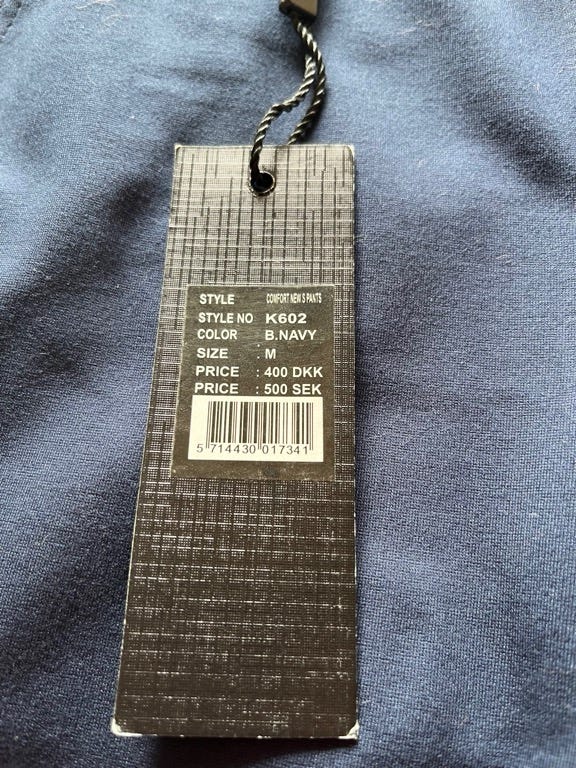 STYLE COMFORT NEW S PANTS
STYLE NO K602
COLOR B.NAVY
SIZE : M
PRICE : 400 DKK
PRICE : 500 SEK
5 714430 017341